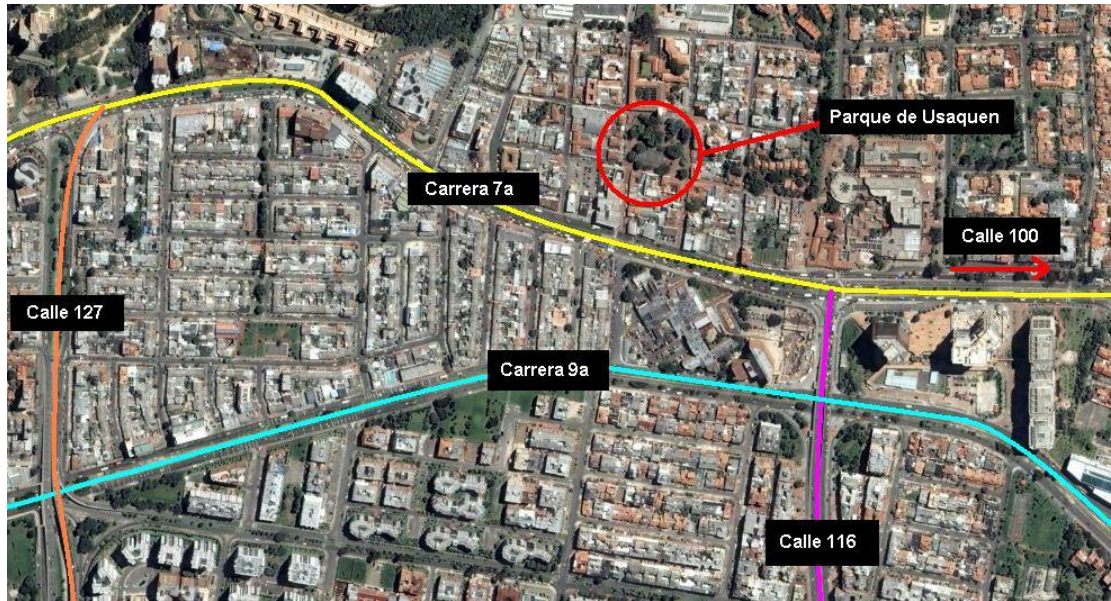 Parque de Usaquen
Carrera 7a
Calle 100
Calle 127
Carrera 9a
Calle 116